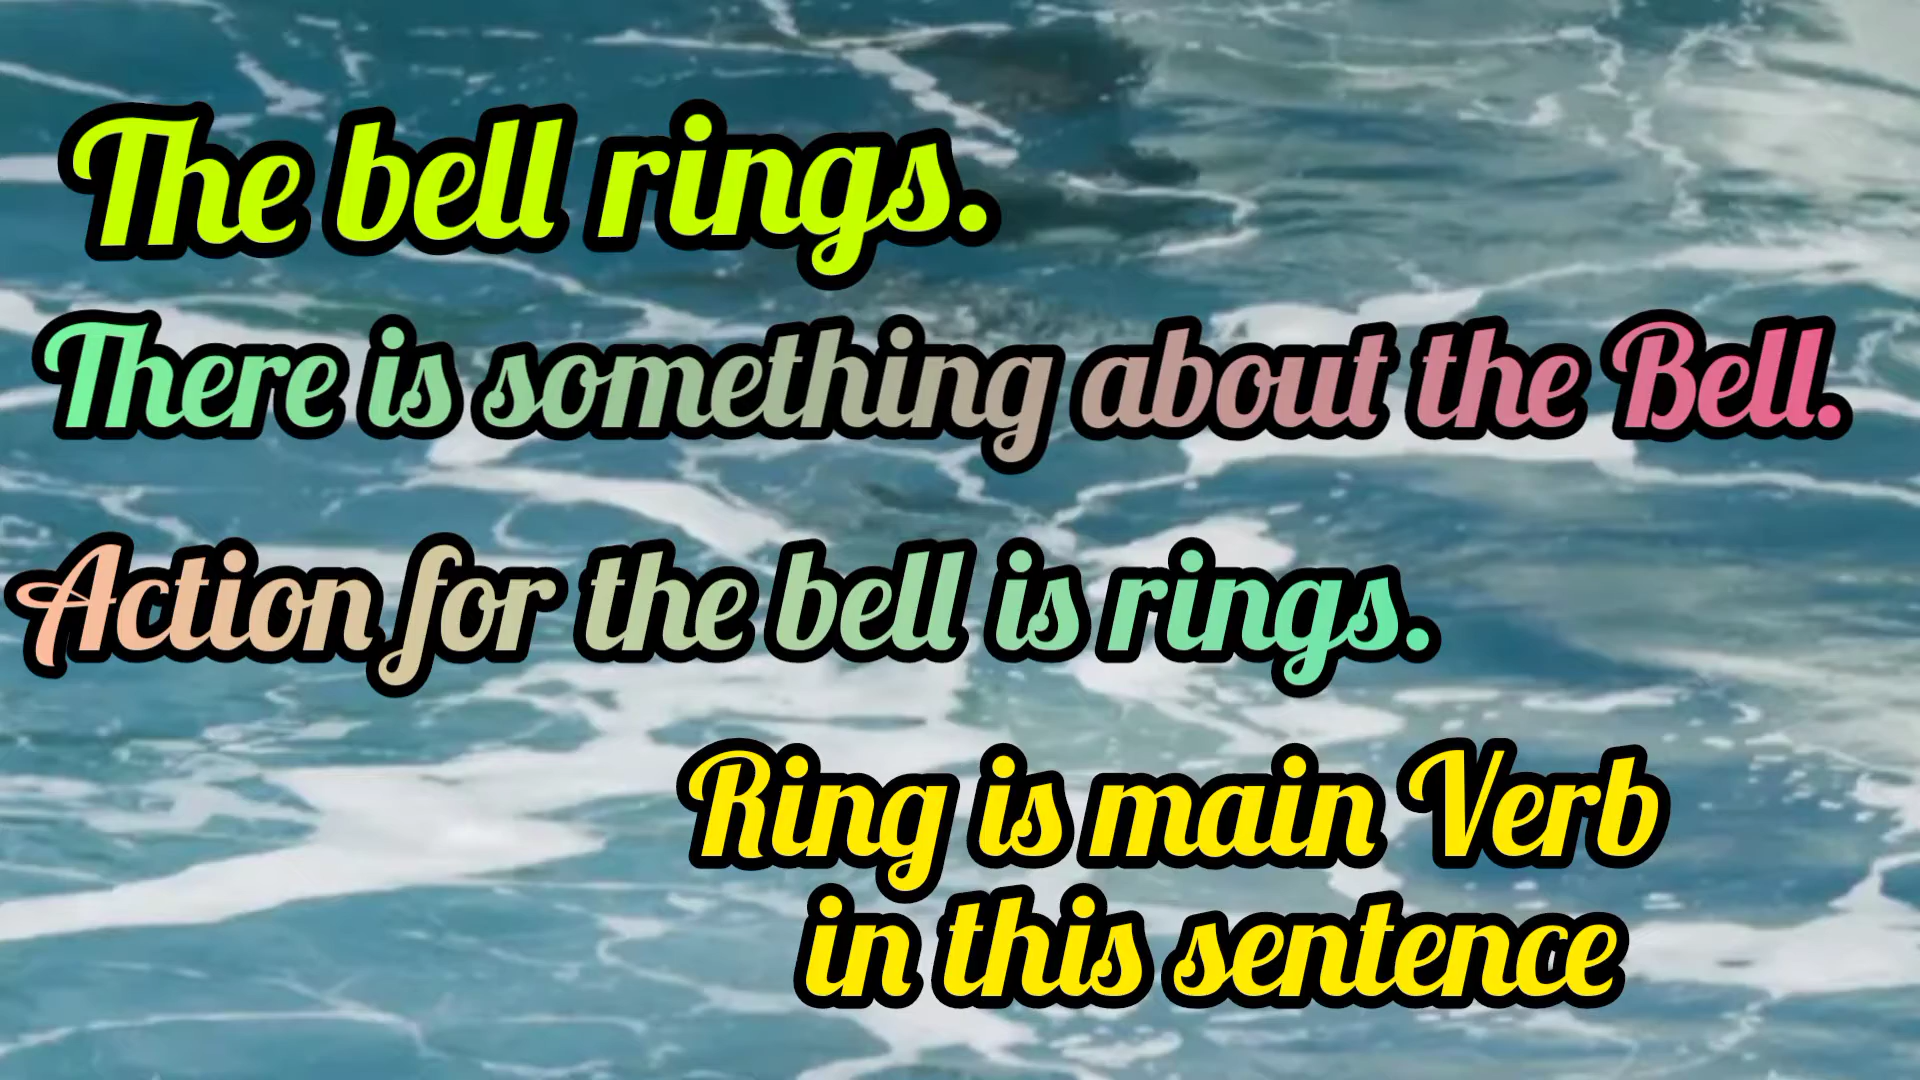 The bell rings.
There is something about the Bell.
Action for the bell is rings.
Ring is main Verb
in this sentence